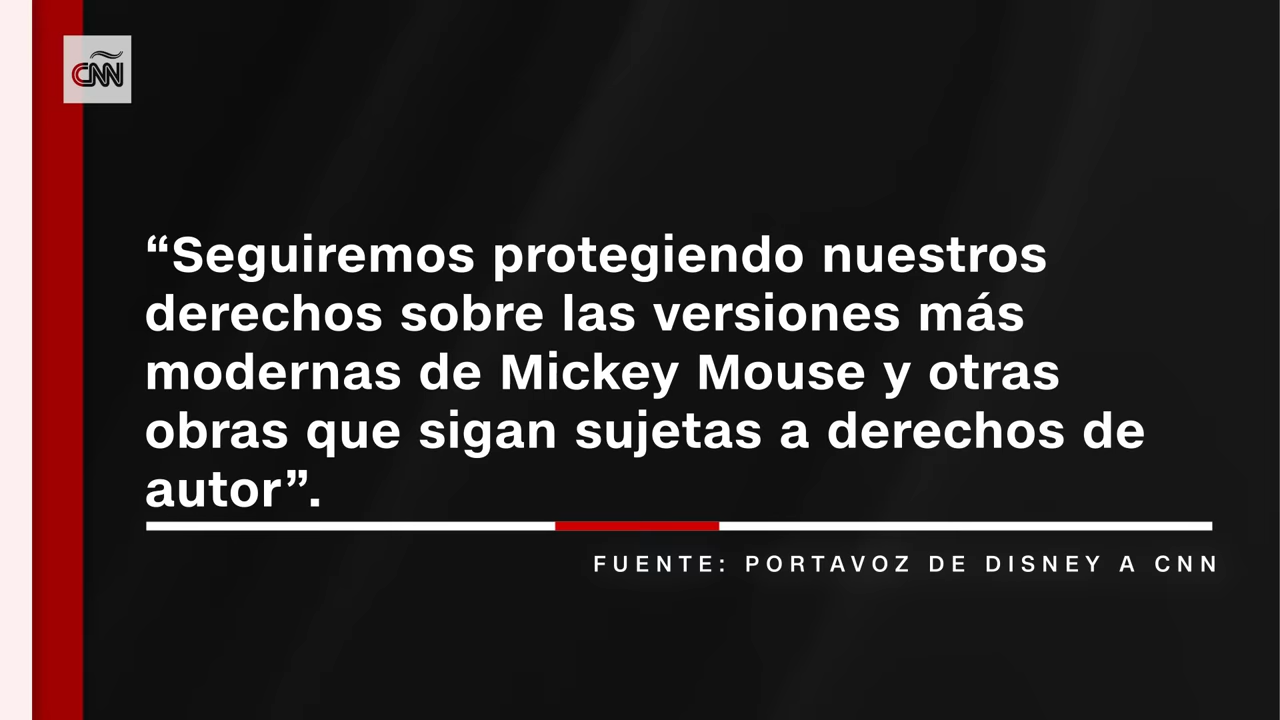 CNN
“Seguiremos protegiendo nuestros
derechos sobre las versiones más
modernas de Mickey Mouse y otras
obras que sigan sujetas a derechos de
autor”.
FUENTE: PORTAVOZ DE DISNEY A CNN